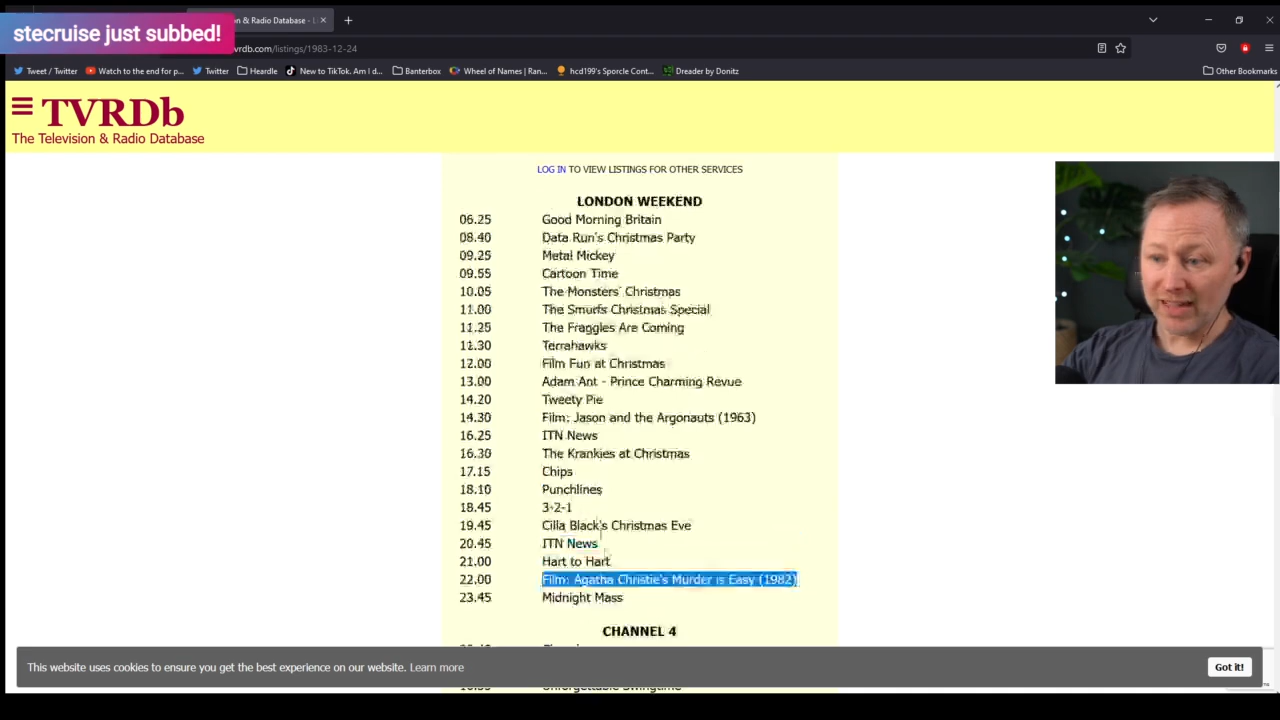 stecruise just subbed!
n & Radio Database - L
vrdb.com/listings/1983-12-24
Tweet / Twitter
Watch to the end for p...
Twitter
Heardle
New to TikTok. Am I d...
Banterbox
Wheel of Names | Ran...
hcd199's Sporcle Cont...
Dreader by Donitz
Other Bookmarks
TVRDb
The Television & Radio Database
LOG IN TO VIEW LISTINGS FOR OTHER SERVICES
LONDON WEEKEND
06.25 Good Morning Britain
08.40 Data Run's Christmas Party
09.25 Metal Mickey
09.55 Cartoon Time
10.05 The Monsters' Christmas
11.00 The Smurfs Christmas Special
11.25 The Fraggles Are Coming
11.30 Terrahawks
12.00 Film Fun at Christmas
13.00 Adam Ant - Prince Charming Revue
14.20 Tweety Pie
14.30 Film: Jason and the Argonauts (1963)
16.25 ITN News
16.30 The Krankies at Christmas
17.15 Chips
18.10 Punchlines
18.45 3-2-1
19.45 Cilla Black's Christmas Eve
20.45 ITN News
21.00 Hart to Hart
22.00 Film: Agatha Christie's Murder is Easy (1982)
23.45 Midnight Mass
CHANNEL 4
This website uses cookies to ensure you get the best experience on our website. Learn more
Got it!